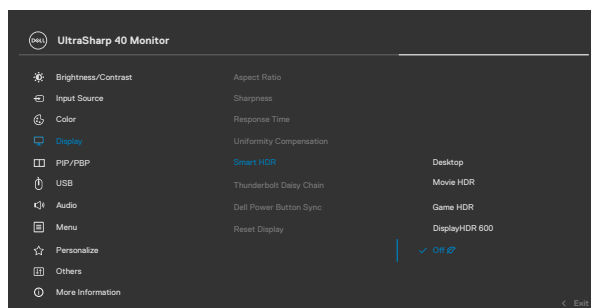 DELL
UltraSharp 40 Monitor
Brightness/Contrast
Input Source
Color
Display
PIP/PBP
USB
Audio
Menu
Personalize
Others
More Information
Aspect Ratio
Sharpness
Response Time
Uniformity Compensation
Smart HDR
Thunderbolt Daisy Chain
Dell Power Button Sync
Reset Display
Desktop
Movie HDR
Game HDR
DisplayHDR 600
Off
Exit